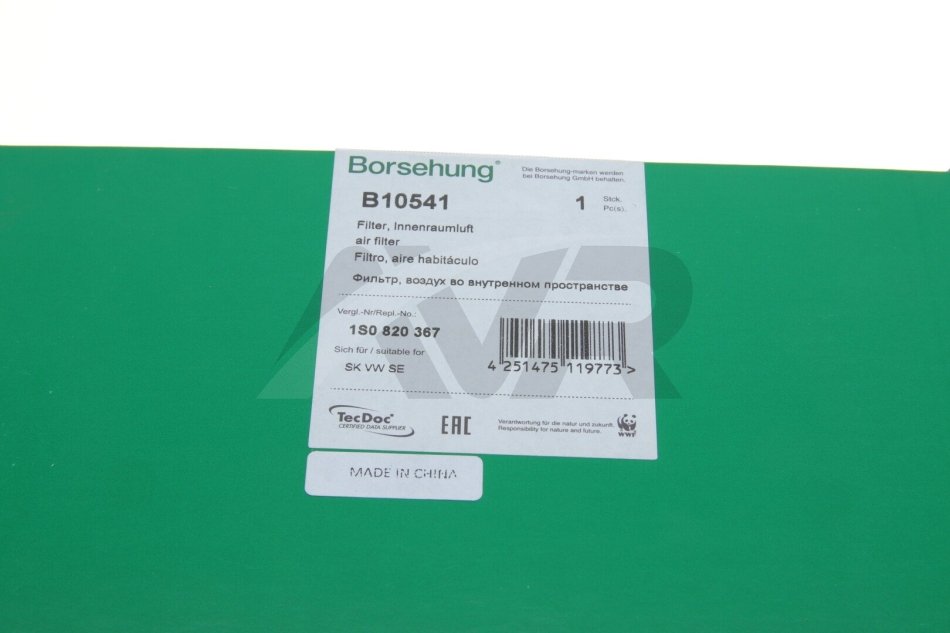 Borsehung®
Die Borsehung-marken werden
bei Borsehung GmbH behalten.
B10541
1 Stck.
Pc(s).
Filter, Innenraumluft
air filter
Filtro, aire habitáculo
Фильтр, воздух во внутренном пространстве
Vergl.-Nr/Repl.-No.:
1S0 820 367
Sich für / suitable for
SK VW SE
4 251475 119773 >
TecDoc®
CERTIFIED DATA SUPPLIER
EAC
Verantwortung für die natur und zukunft.
Responsibility for nature and future.
WWF
MADE IN CHINA
AVR